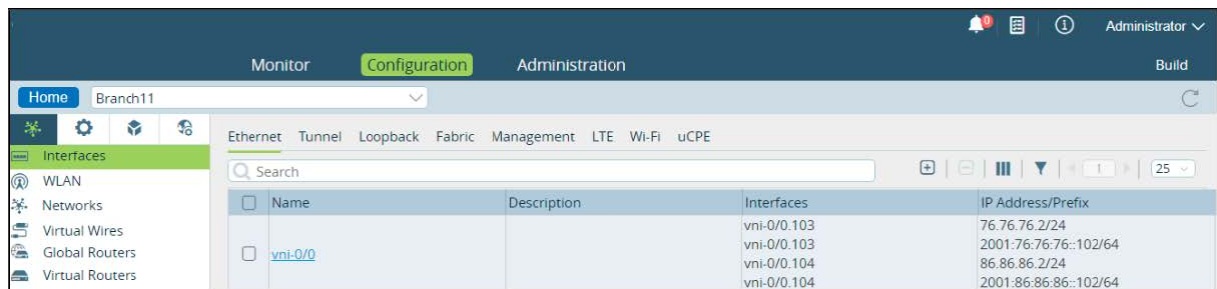 0
Administrator
Monitor Configuration Administration Build
Home Branch11
Ethernet Tunnel Loopback Fabric Management LTE Wi-Fi uCPE
Interfaces
WLAN
Networks
Virtual Wires
Global Routers
Virtual Routers
Search
1 25
Name Description Interfaces IP Address/Prefix
vni-0/0
vni-0/0.103 76.76.76.2/24
vni-0/0.103 2001:76:76:76::102/64
vni-0/0.104 86.86.86.2/24
vni-0/0.104 2001:86:86:86::102/64